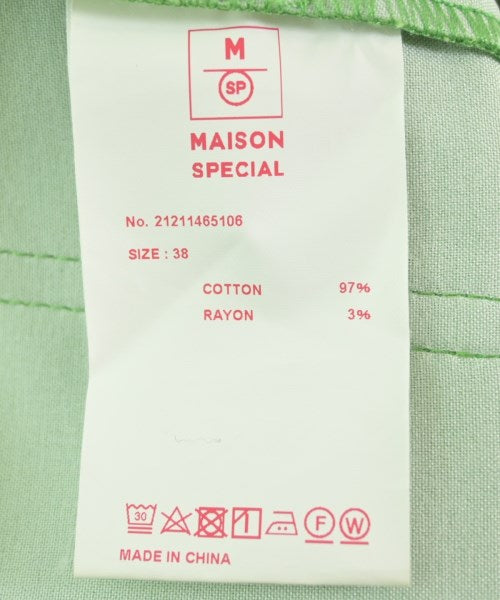 M
SP
MAISON
SPECIAL
No. 21211465106
SIZE : 38
COTTON 97%
RAYON 3%
30 F W
MADE IN CHINA